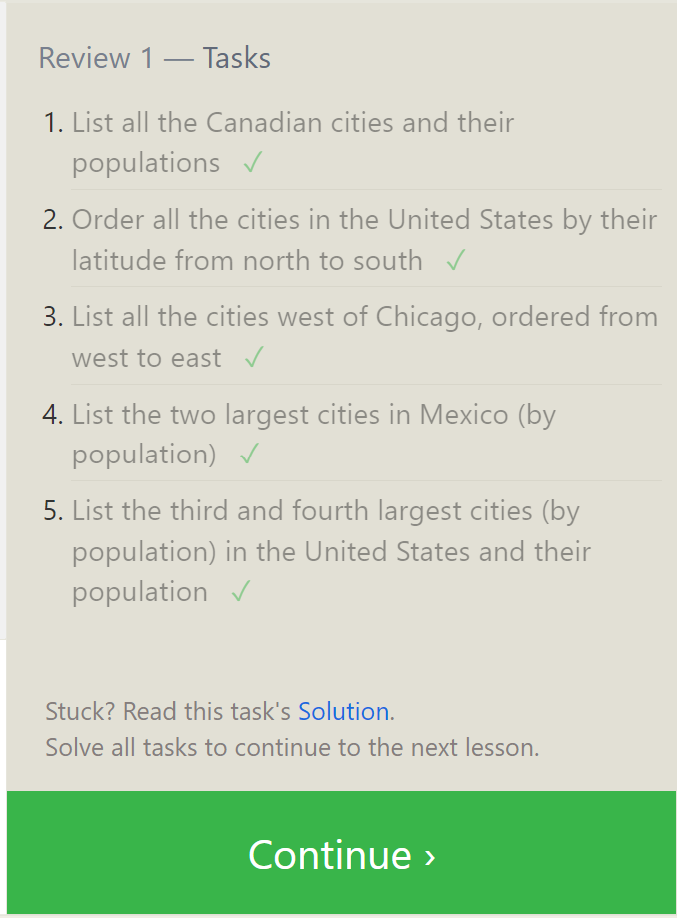 Review 1 — Tasks
1. List all the Canadian cities and their
populations ✓
2. Order all the cities in the United States by their
latitude from north to south ✓
3. List all the cities west of Chicago, ordered from
west to east ✓
4. List the two largest cities in Mexico (by
population) ✓
5. List the third and fourth largest cities (by
population) in the United States and their
population ✓
Stuck? Read this task's Solution.
Solve all tasks to continue to the next lesson.
Continue ›